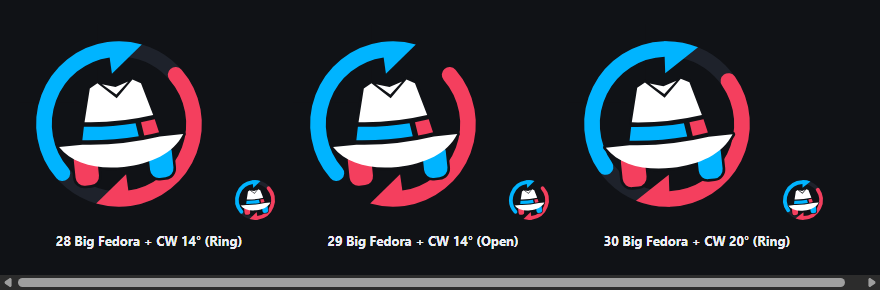 28 Big Fedora + CW 14° (Ring)
29 Big Fedora + CW 14° (Open)
30 Big Fedora + CW 20° (Ring)